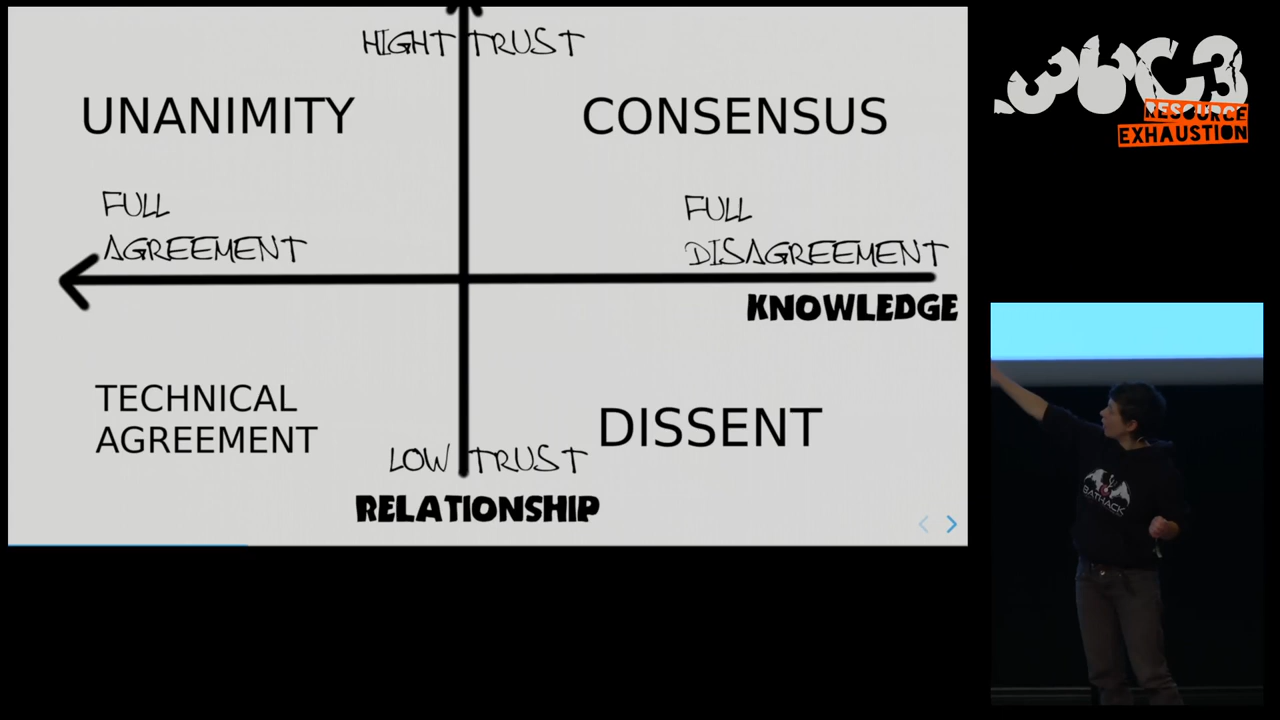 HIGHT TRUST
UNANIMITY
CONSENSUS
FULL
AGREEMENT
FULL
DISAGREEMENT
KNOWLEDGE
TECHNICAL
AGREEMENT
DISSENT
LOW TRUST
RELATIONSHIP
36C3
RESOURCE
EXHAUSTION
BATHACK